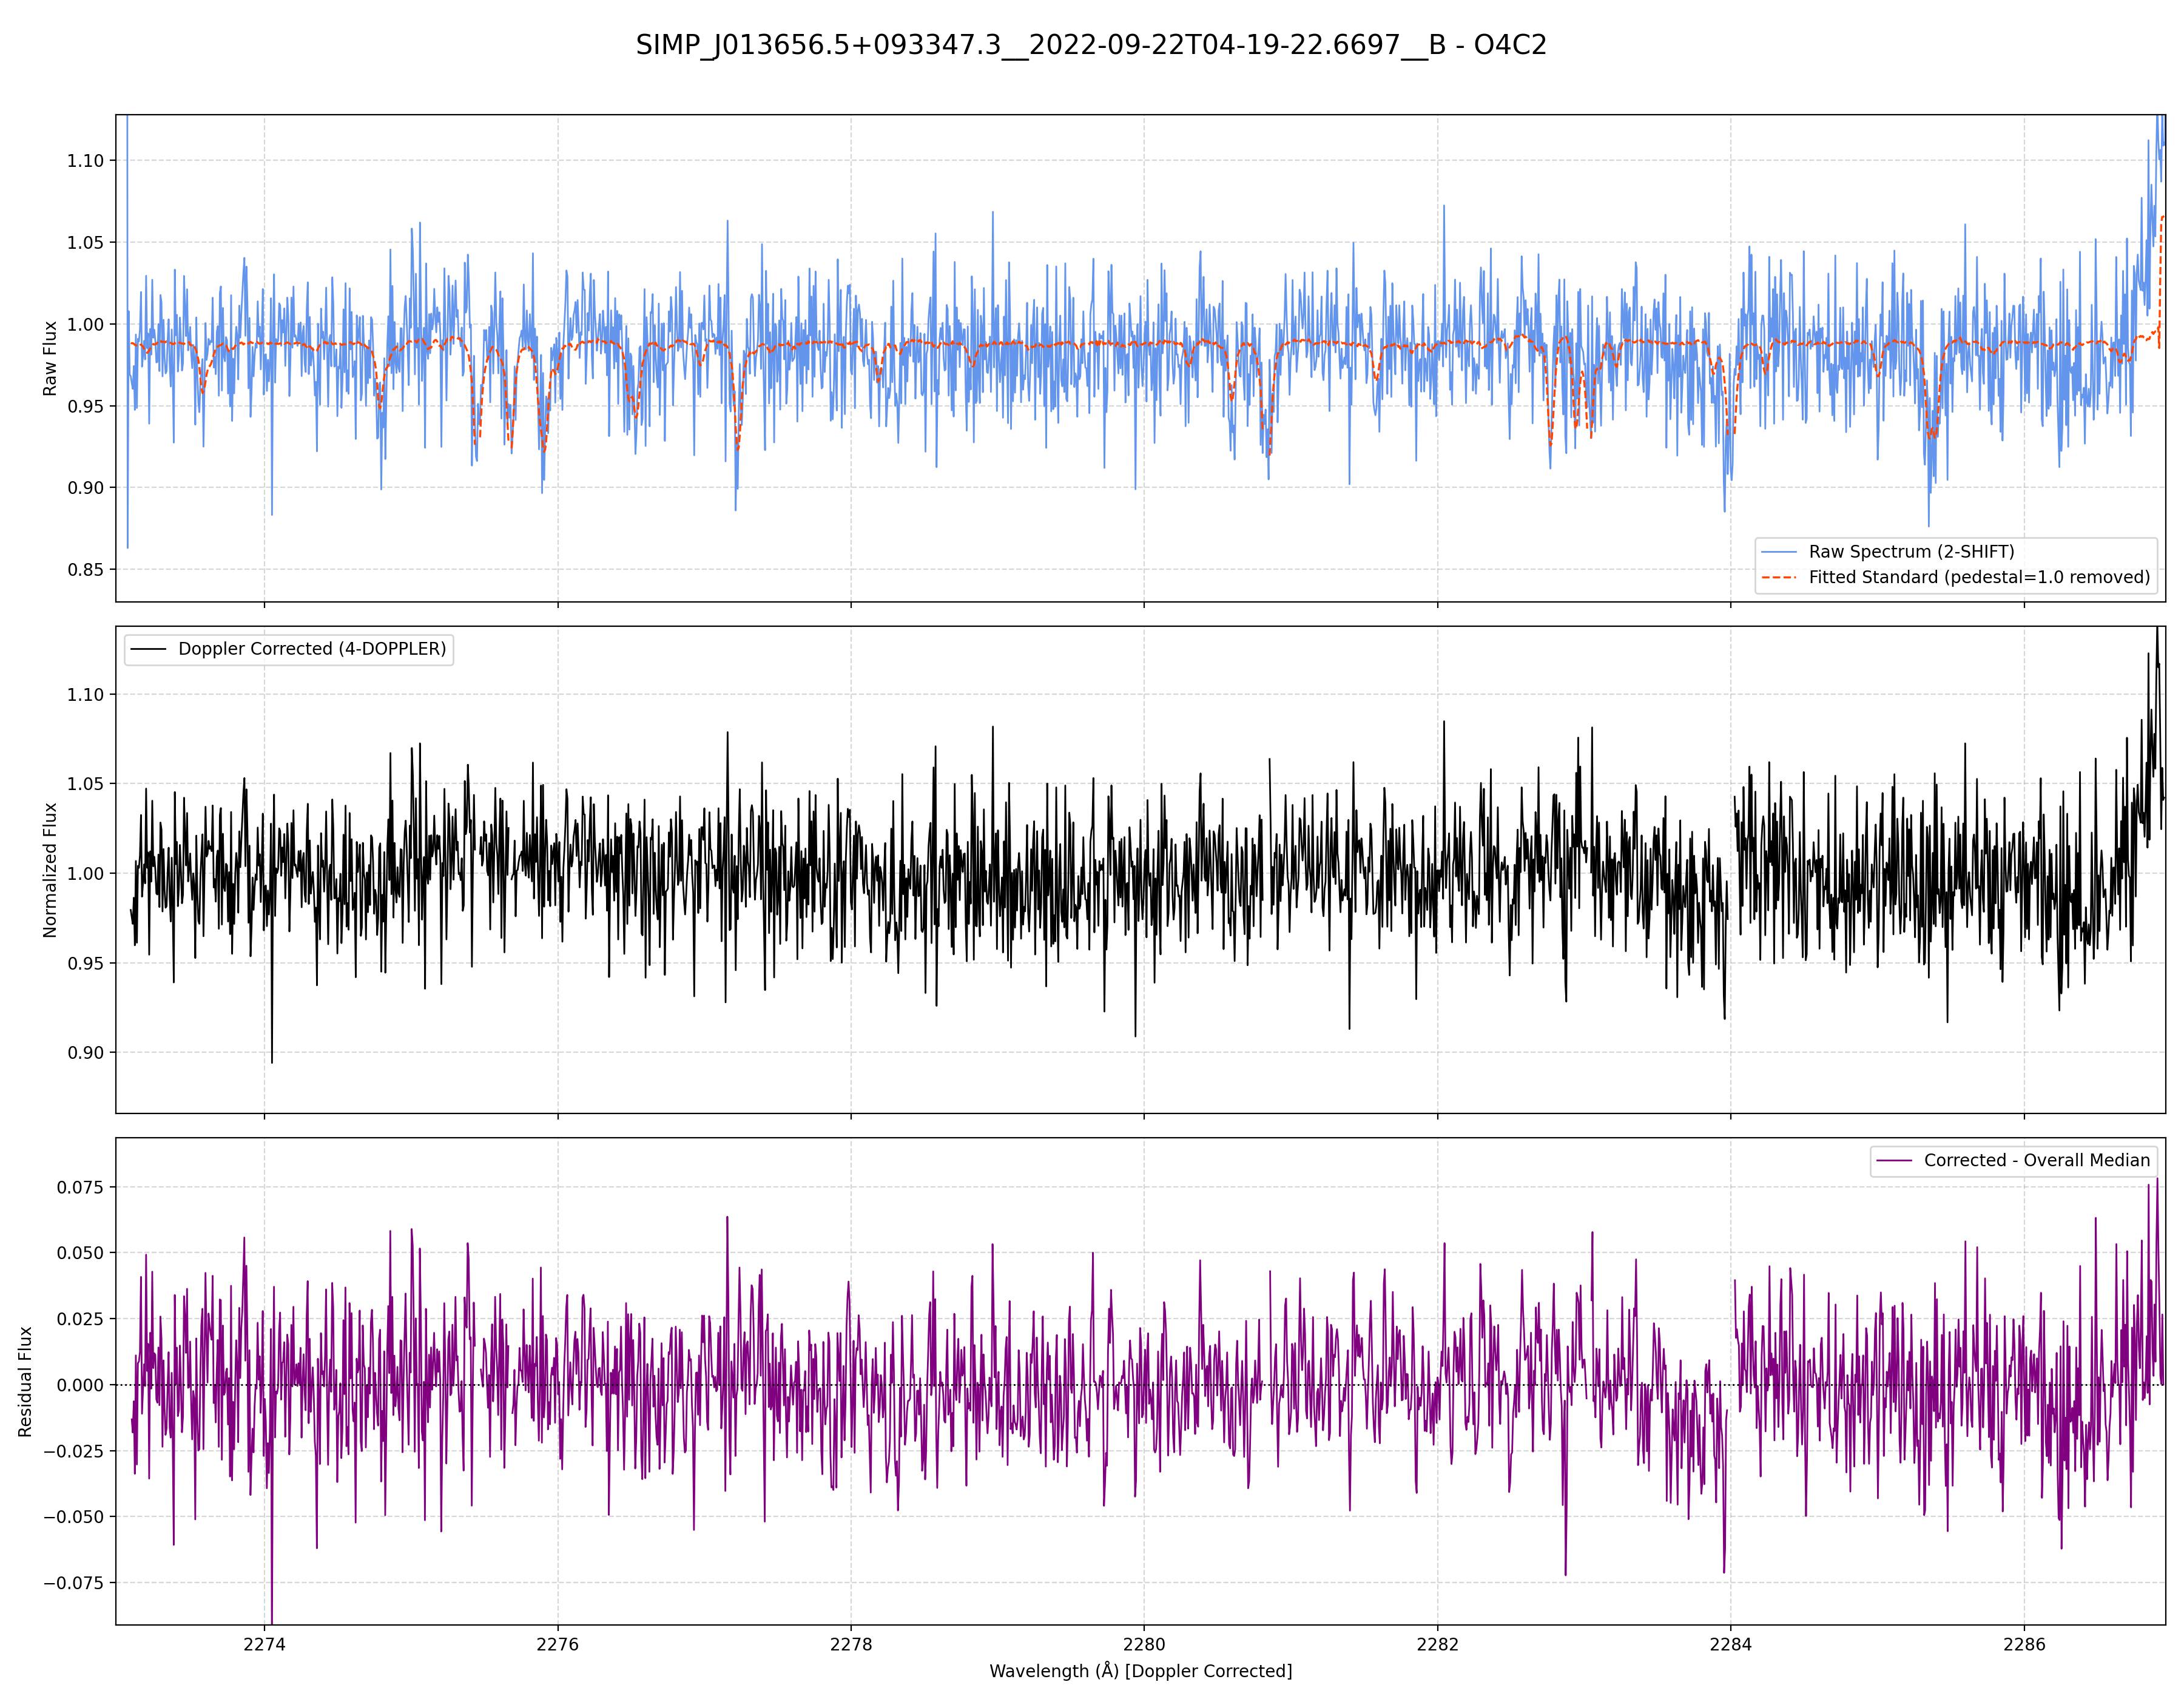 SIMP_J013656.5+093347.3__2022-09-22T04-19-22.6697__B - O4C2
1.10
1.05
1.00
0.95
0.90
0.85
Raw Flux
Raw Spectrum (2-SHIFT)
Fitted Standard (pedestal=1.0 removed)
Doppler Corrected (4-DOPPLER)
1.10
1.05
1.00
0.95
0.90
Normalized Flux
Corrected - Overall Median
0.075
0.050
0.025
0.000
−0.025
−0.050
−0.075
Residual Flux
2274 2276 2278 2280 2282 2284 2286
Wavelength (Å) [Doppler Corrected]